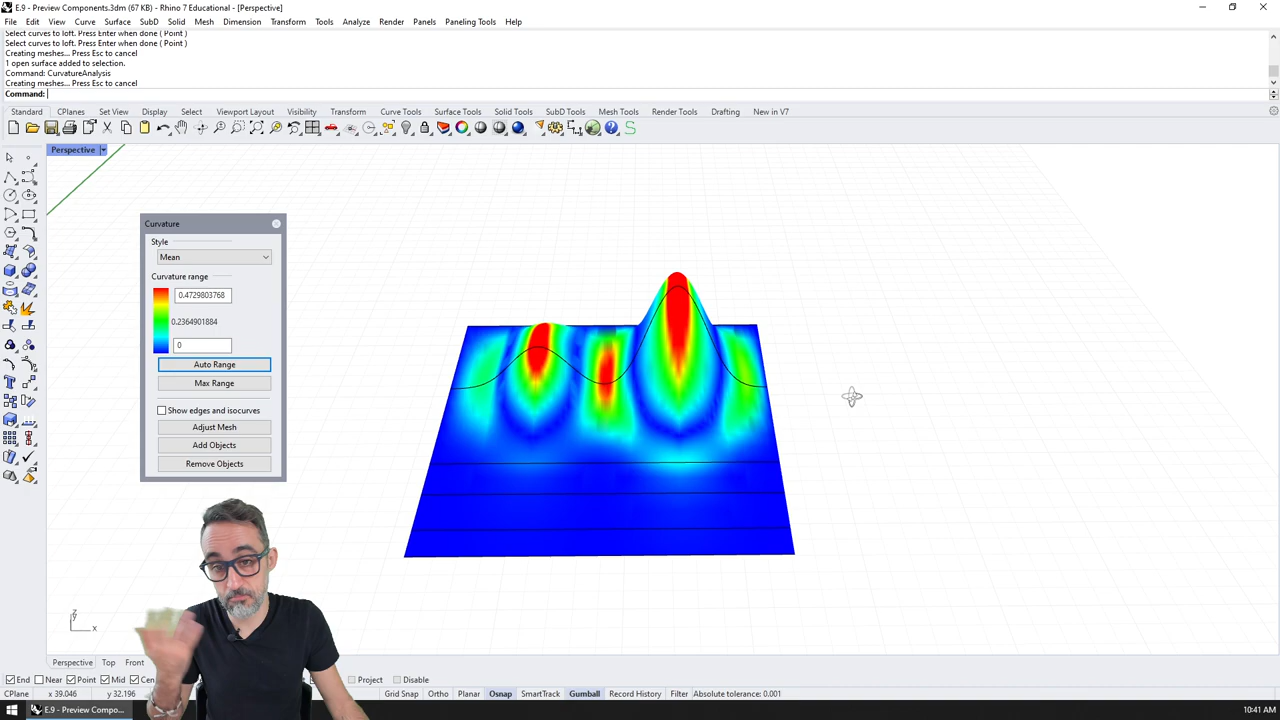 E.9 - Preview Components.3dm (67 KB) - Rhino 7 Educational - [Perspective]
File Edit View Curve Surface SubD Solid Mesh Dimension Transform Tools Analyze Render Panels Paneling Tools Help
Select curves to loft. Press Enter when done ( Point )
Select curves to loft. Press Enter when done ( Point )
Creating meshes... Press Esc to cancel
1 open surface added to selection.
Command: CurvatureAnalysis
Creating meshes... Press Esc to cancel
Command:
Standard CPlanes Set View Display Select Viewport Layout Visibility Transform Curve Tools Surface Tools Solid Tools SubD Tools Mesh Tools Render Tools Drafting New in V7
Perspective
Curvature
Style
Mean
Curvature range
0.4729803768
0.2364901884
0
Auto Range
Max Range
Show edges and isocurves
Adjust Mesh
Add Objects
Remove Objects
z
y
x
Perspective Top Front
End Near Point Mid Cen Project Disable
CPlane x 39.046 y 32.196 Grid Snap Ortho Planar Osnap SmartTrack Gumball Record History Filter Absolute tolerance: 0.001
E.9 - Preview Compo... 10:41 AM